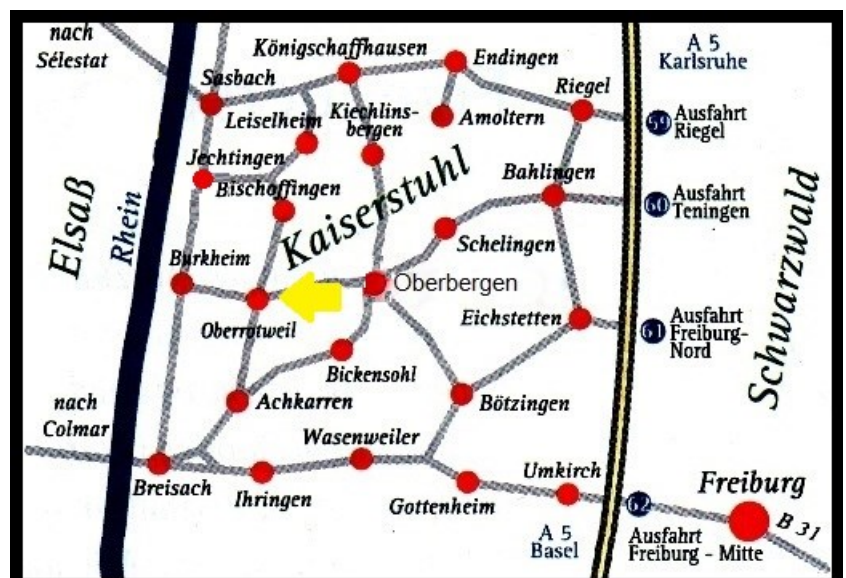 nach
Sélestat
Königschaffhausen
Endingen
A 5
Karlsruhe
Sasbach
Riegel
Leiselheim
Kiechlins-
bergen
Amoltern
59
Ausfahrt
Riegel
Jechtingen
Bischoffingen
Bahlingen
60
Ausfahrt
Teningen
Elsaß
Rhein
Kaiserstuhl
Schelingen
Schwarzwald
Burkheim
Oberbergen
Oberrotweil
Eichstetten
61
Ausfahrt
Freiburg-
Nord
Bickensohl
nach
Colmar
Achkarren
Bötzingen
Wasenweiler
Breisach
Ihringen
Gottenheim
Umkirch
Freiburg
62
B 31
A 5
Basel
Ausfahrt
Freiburg - Mitte